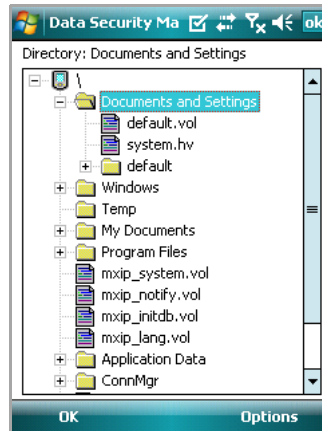 Data Security Ma ok
Directory: Documents and Settings
\
Documents and Settings
default.vol
system.hv
default
Windows
Temp
My Documents
Program Files
mxip_system.vol
mxip_notify.vol
mxip_initdb.vol
mxip_lang.vol
Application Data
ConnMgr
OK Options